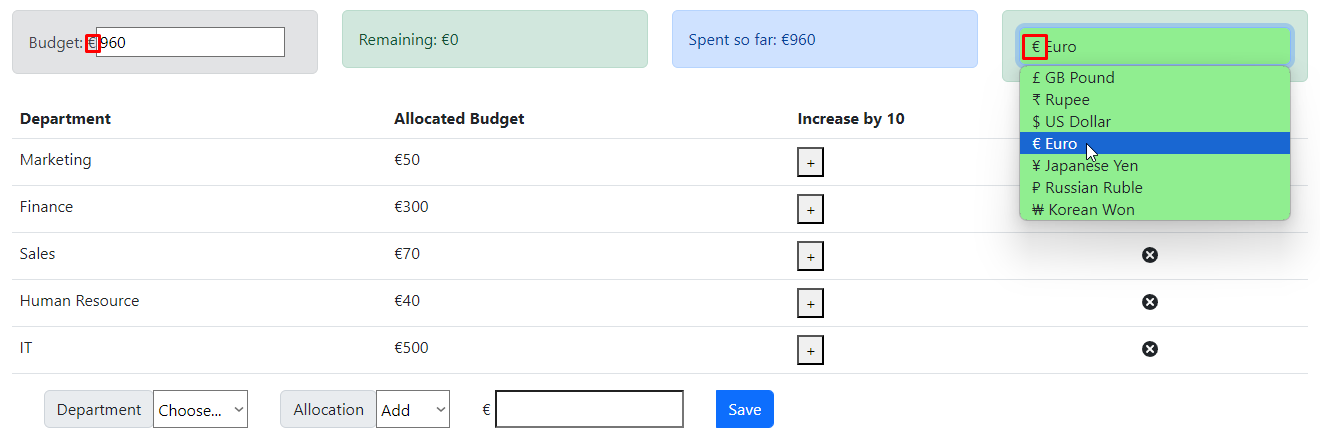 Budget: € 960
Remaining: €0
Spent so far: €960
€ Euro
£ GB Pound
₹ Rupee
$ US Dollar
€ Euro
¥ Japanese Yen
₽ Russian Ruble
₩ Korean Won
Department Allocated Budget Increase by 10
Marketing €50 +
Finance €300 +
Sales €70 +
Human Resource €40 +
IT €500 +
Department Choose... Allocation Add € Save